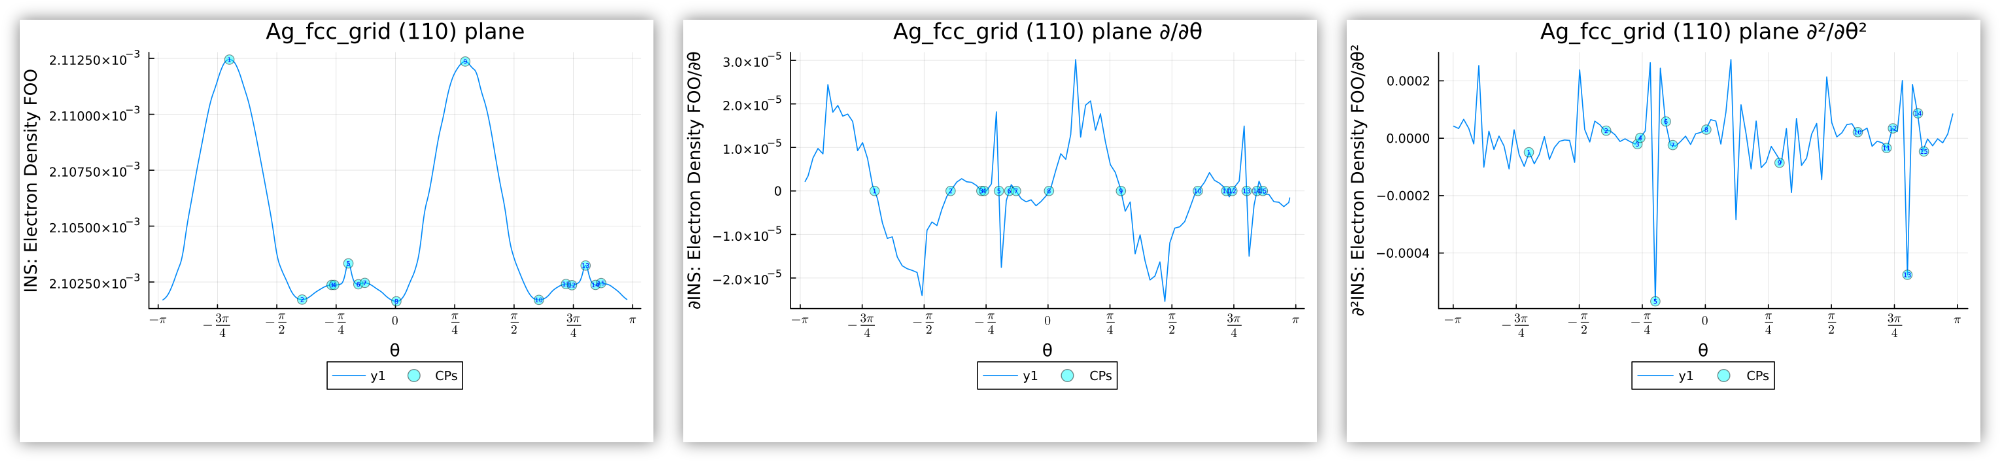 Ag_fcc_grid (110) plane
INS: Electron Density FOO
2.11250×10⁻³
2.11000×10⁻³
2.10750×10⁻³
2.10500×10⁻³
2.10250×10⁻³
−π
−3π/4
−π/2
−π/4
0
π/4
π/2
3π/4
π
θ
y1 CPs
Ag_fcc_grid (110) plane ∂/∂θ
∂INS: Electron Density FOO/∂θ
3.0×10⁻⁵
2.0×10⁻⁵
1.0×10⁻⁵
0
−1.0×10⁻⁵
−2.0×10⁻⁵
−π
−3π/4
−π/2
−π/4
0
π/4
π/2
3π/4
π
θ
y1 CPs
Ag_fcc_grid (110) plane ∂²/∂θ²
∂²INS: Electron Density FOO/∂θ²
0.0002
0.0000
−0.0002
−0.0004
−π
−3π/4
−π/2
−π/4
0
π/4
π/2
3π/4
π
θ
y1 CPs